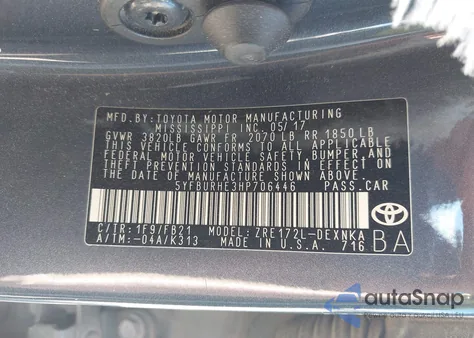 MFD.BY: TOYOTA MOTOR MANUFACTURING
MISSISSIPPI, INC. 05/17
GVWR 3820LB GAWR FR 2070 LB RR 1850 LB
THIS VEHICLE CONFORMS TO ALL APPLICABLE
FEDERAL MOTOR VEHICLE SAFETY, BUMPER, AND
THEFT PREVENTION STANDARDS IN EFFECT ON
THE DATE OF MANUFACTURE SHOWN ABOVE.
5YFBURHE3HP706446 PASS.CAR
C/TR: 1F9/FB21 MODEL: ZRE172L-DEXNKA
A/TM: -04A/K313 MADE IN U.S.A. 716
BA
autoSnap